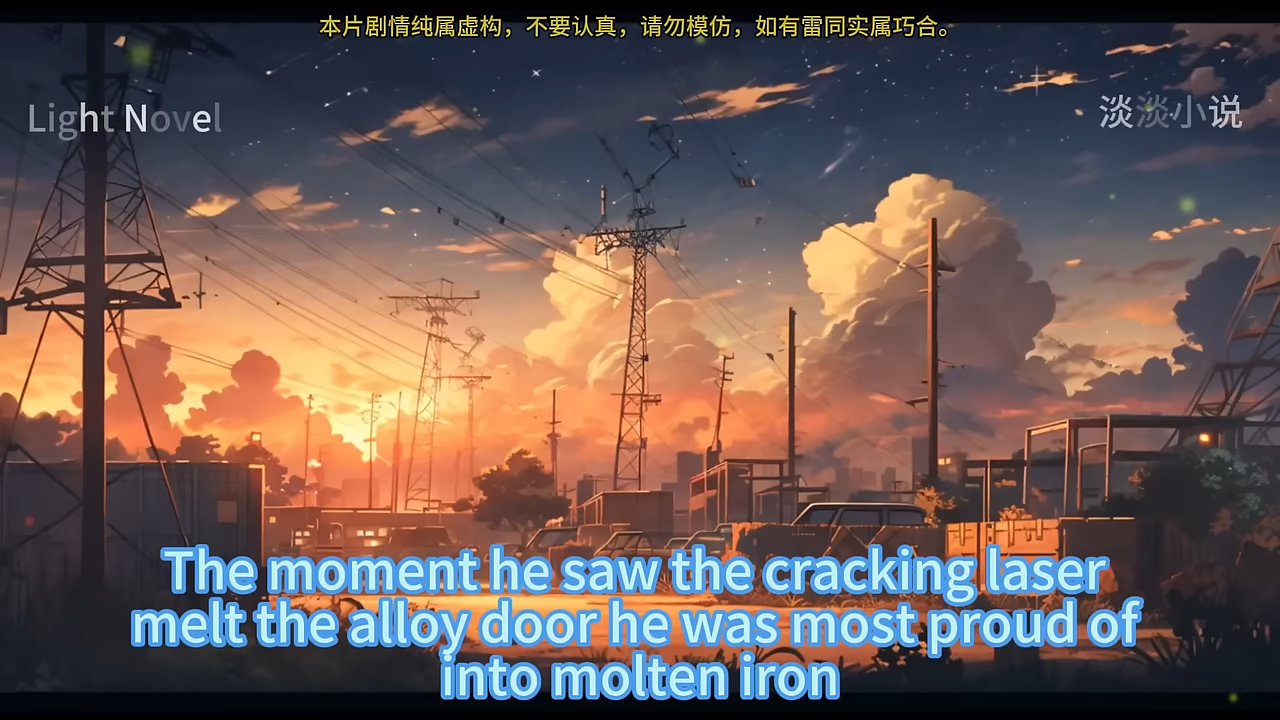 本片剧情纯属虚构，不要认真，请勿模仿，如有雷同实属巧合。
Light Novel
淡淡小说
The moment he saw the cracking laser
melt the alloy door he was most proud of
into molten iron